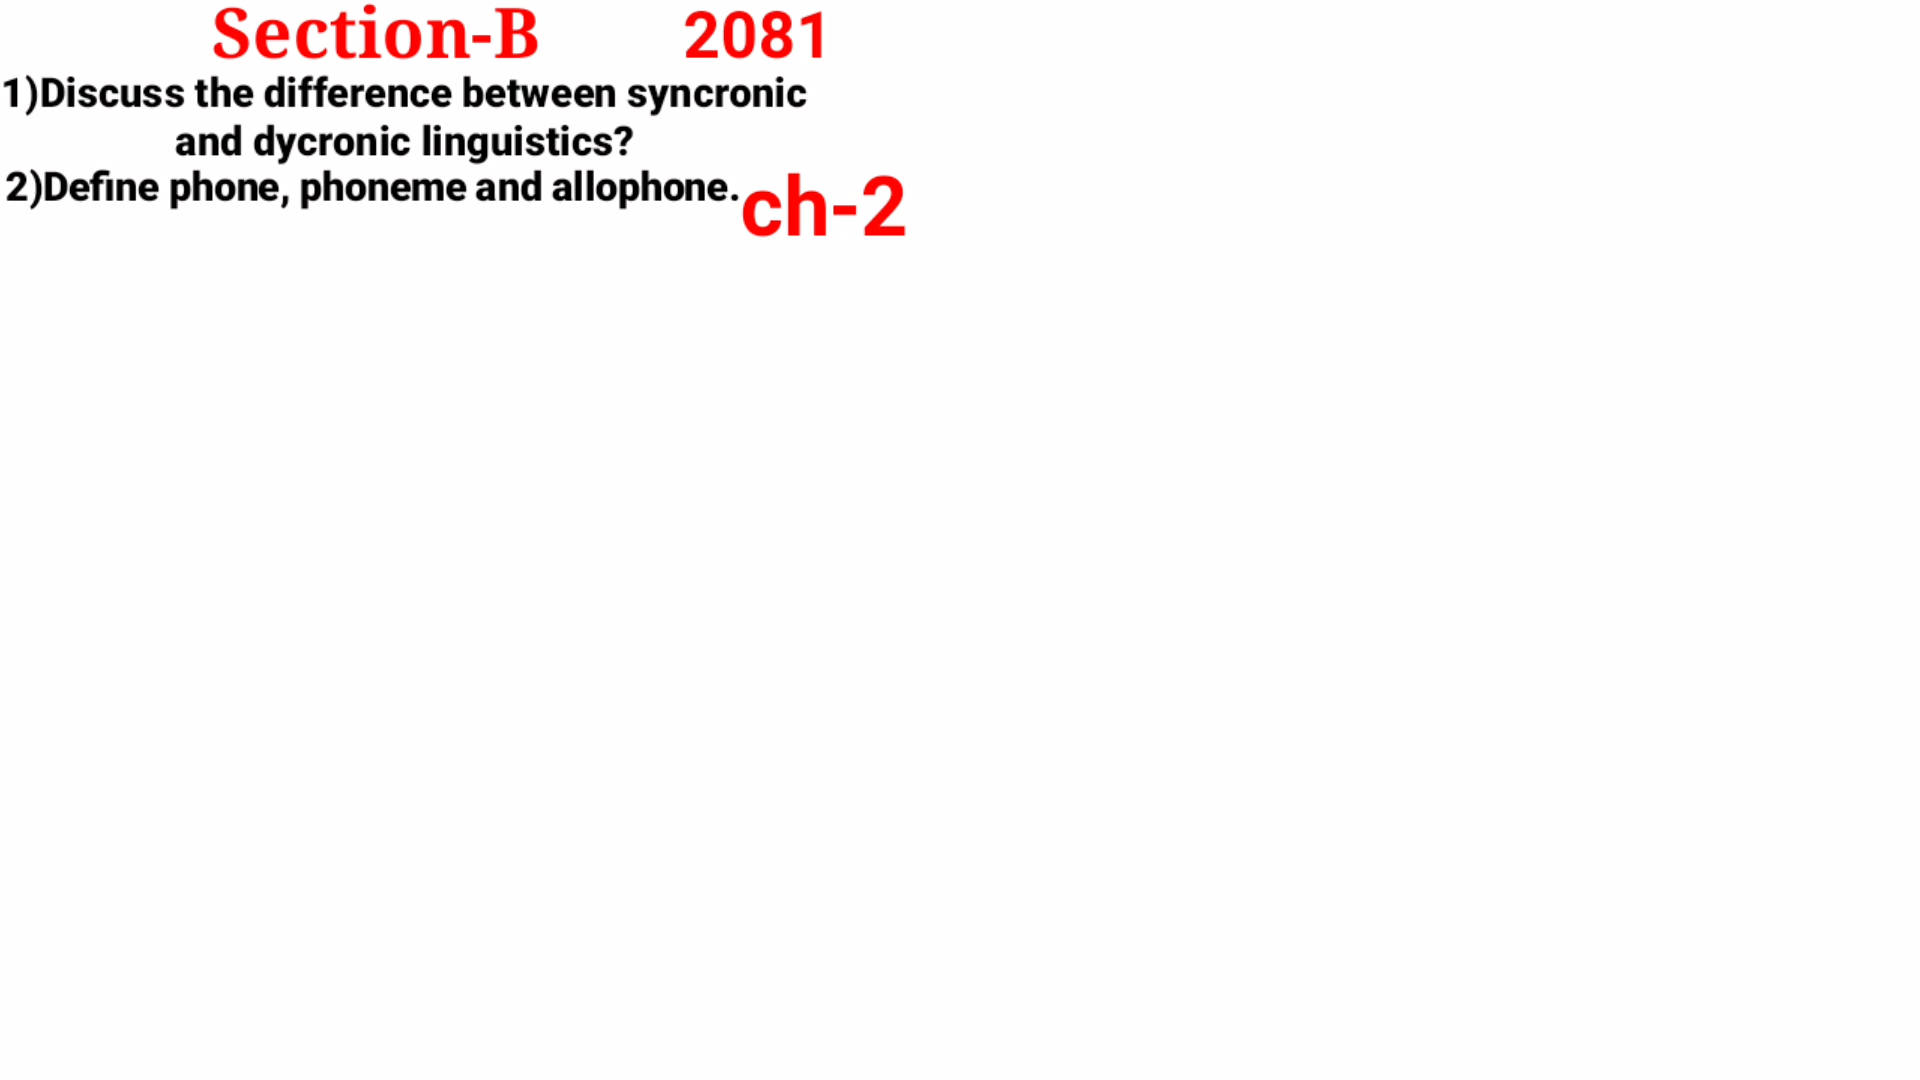 Section-B 2081
1)Discuss the difference between syncronic
and dycronic linguistics?
2)Define phone, phoneme and allophone.
ch-2